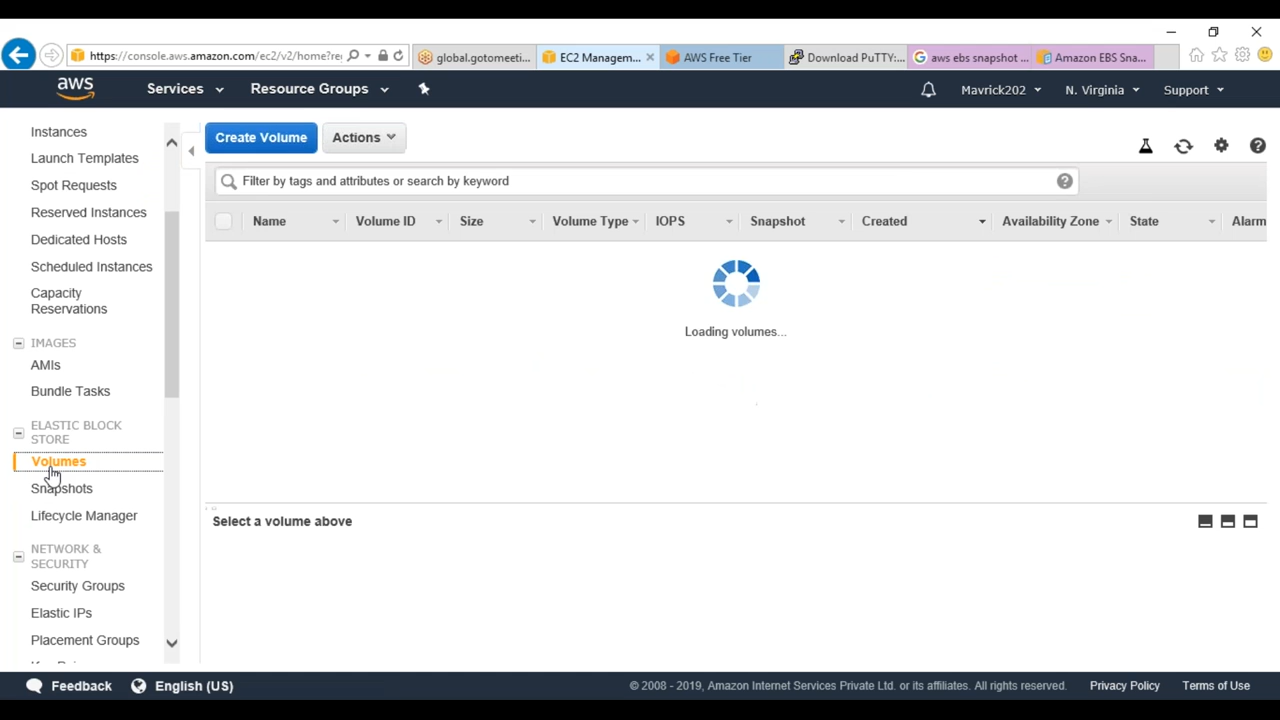 https://console.aws.amazon.com/ec2/v2/home?re
global.gotomeeti...
EC2 Managem...
AWS Free Tier
Download PuTTY:...
aws ebs snapshot ...
Amazon EBS Sna...
aws
Services
Resource Groups
Mavrick202
N. Virginia
Support
Instances
Launch Templates
Spot Requests
Reserved Instances
Dedicated Hosts
Scheduled Instances
Capacity
Reservations
IMAGES
AMIs
Bundle Tasks
ELASTIC BLOCK
STORE
Volumes
Snapshots
Lifecycle Manager
NETWORK &
SECURITY
Security Groups
Elastic IPs
Placement Groups
Create Volume
Actions
Filter by tags and attributes or search by keyword
Name
Volume ID
Size
Volume Type
IOPS
Snapshot
Created
Availability Zone
State
Alarm
Loading volumes...
Select a volume above
Feedback
English (US)
© 2008 - 2019, Amazon Internet Services Private Ltd. or its affiliates. All rights reserved.
Privacy Policy
Terms of Use